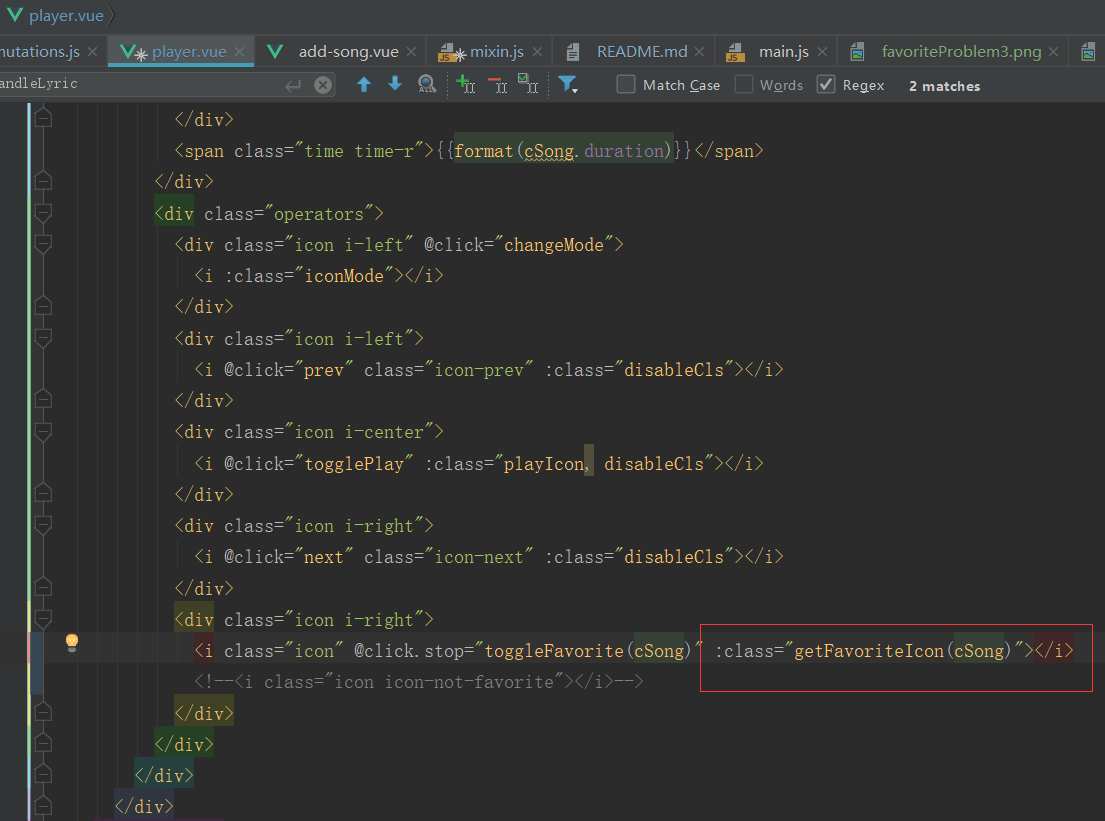 player.vue
mutations.js player.vue add-song.vue mixin.js README.md main.js favoriteProblem3.png
andleLyric Match Case Words Regex 2 matches
</div>
<span class="time time-r">{{format(cSong.duration)}}</span>
</div>
<div class="operators">
<div class="icon i-left" @click="changeMode">
<i :class="iconMode"></i>
</div>
<div class="icon i-left">
<i @click="prev" class="icon-prev" :class="disableCls"></i>
</div>
<div class="icon i-center">
<i @click="togglePlay" :class="playIcon, disableCls"></i>
</div>
<div class="icon i-right">
<i @click="next" class="icon-next" :class="disableCls"></i>
</div>
<div class="icon i-right">
<i class="icon" @click.stop="toggleFavorite(cSong)" :class="getFavoriteIcon(cSong)"></i>
<!--<i class="icon icon-not-favorite"></i>-->
</div>
</div>
</div>
</div>